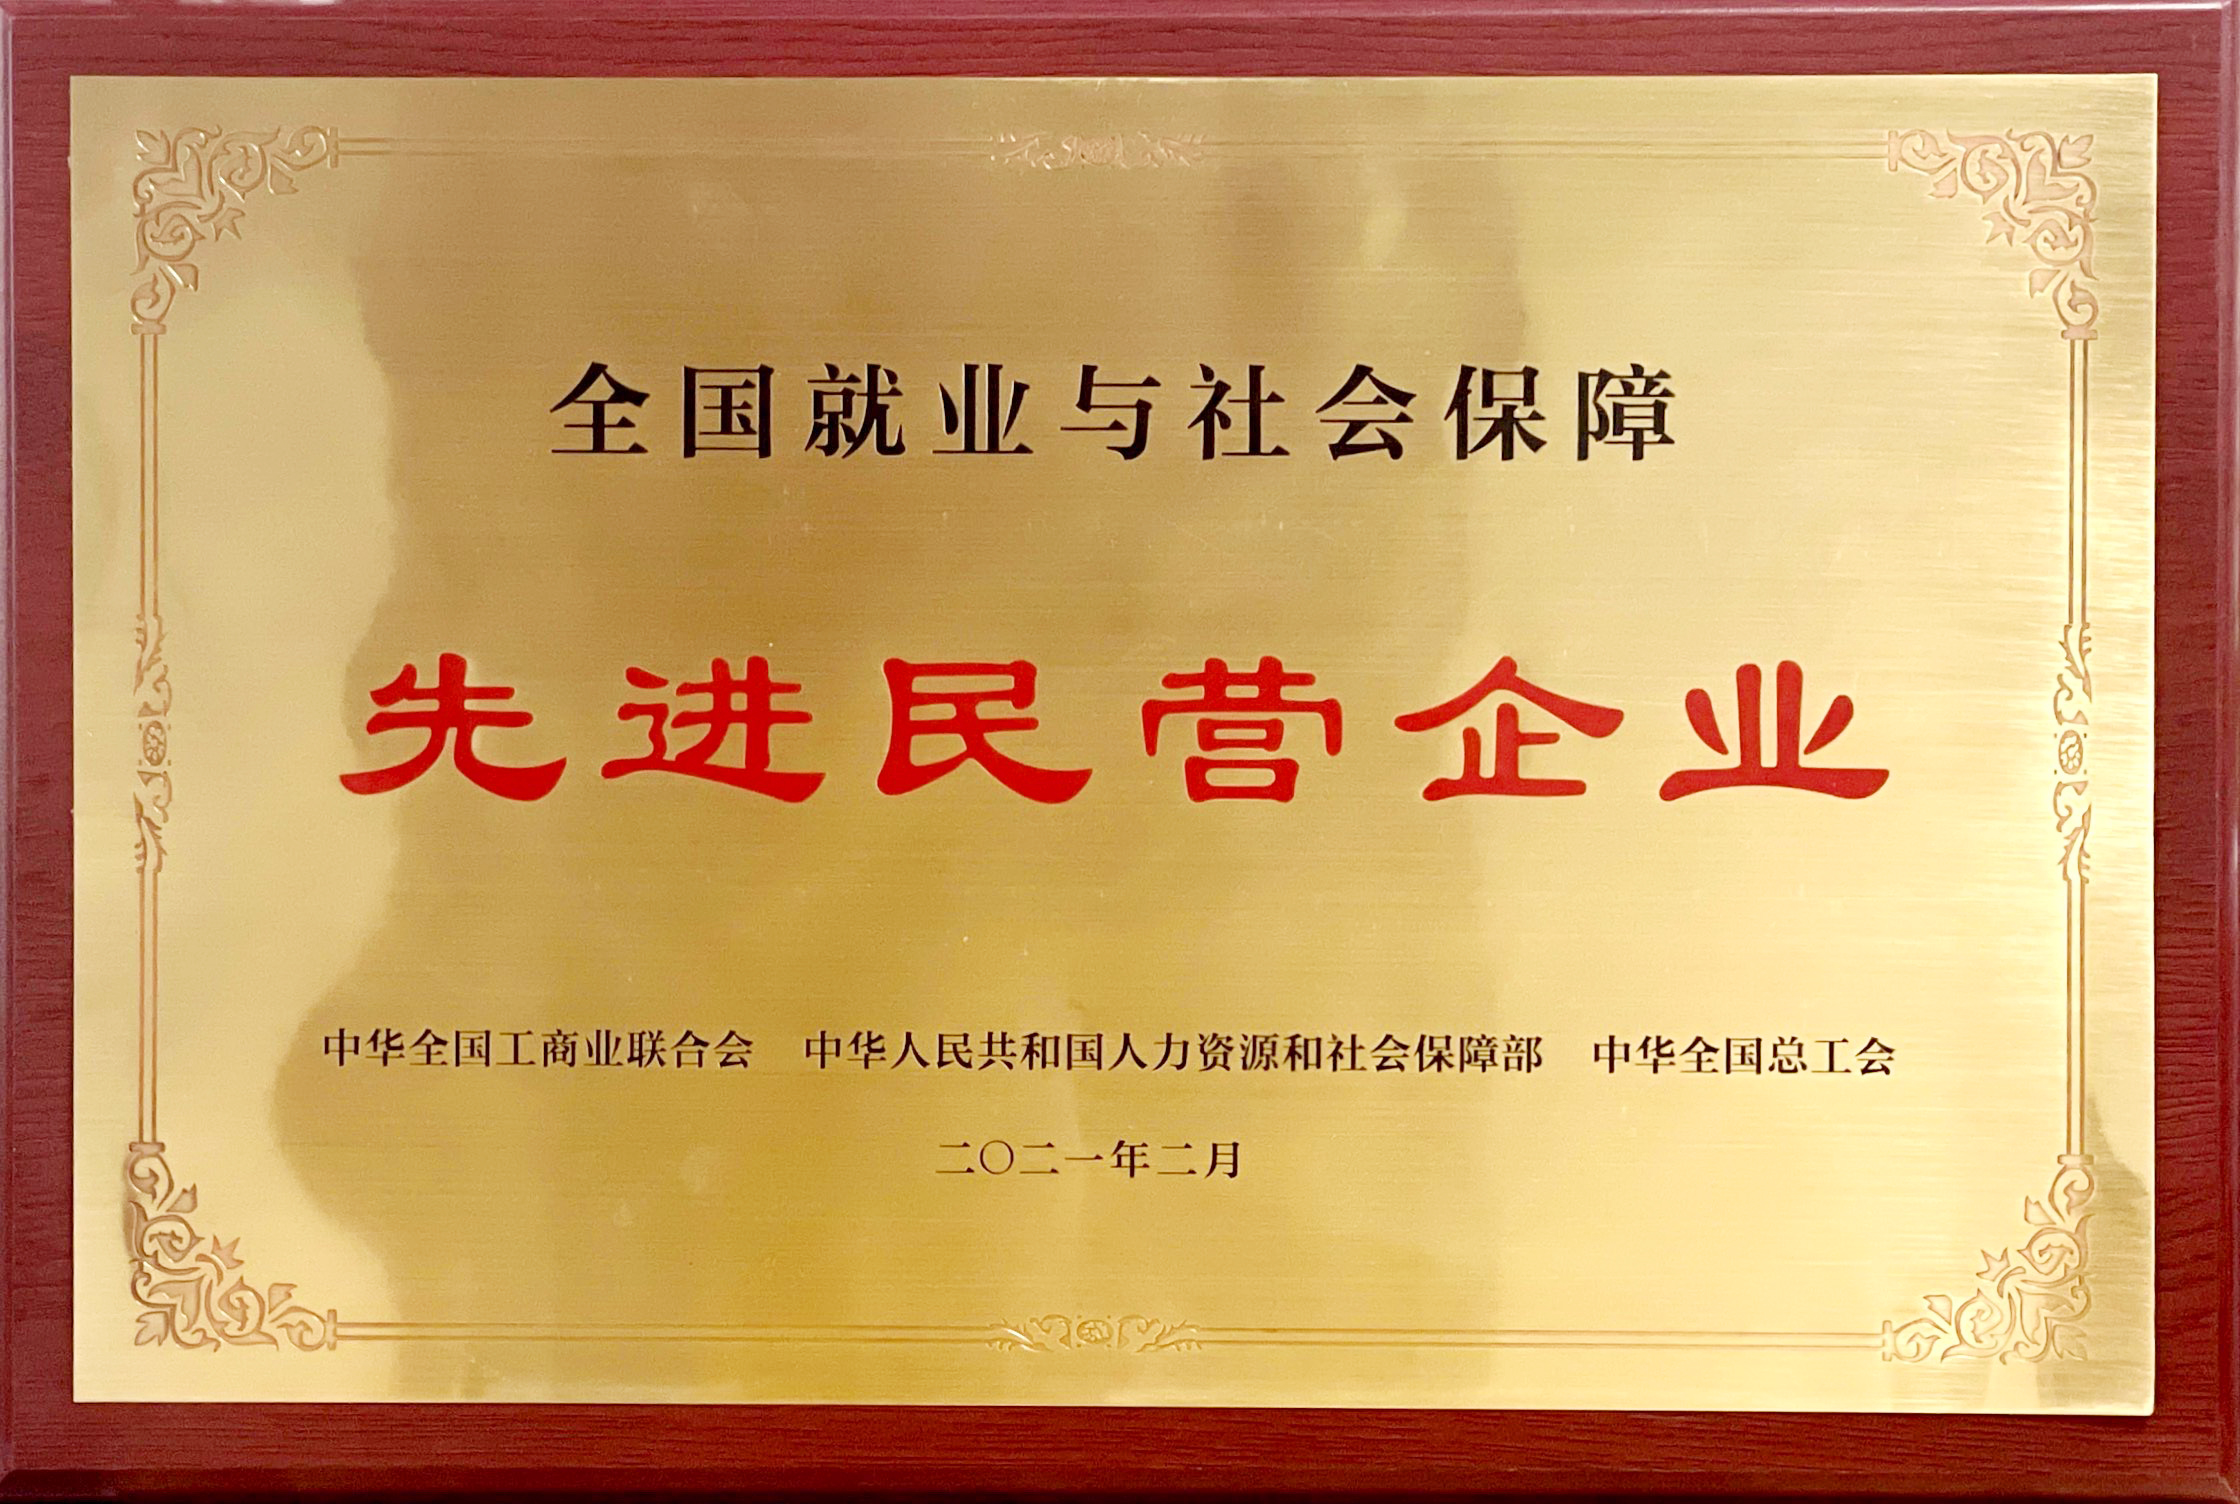 全国就业与社会保障
先进民营企业
中华全国工商业联合会 中华人民共和国人力资源和社会保障部 中华全国总工会
二〇二一年二月